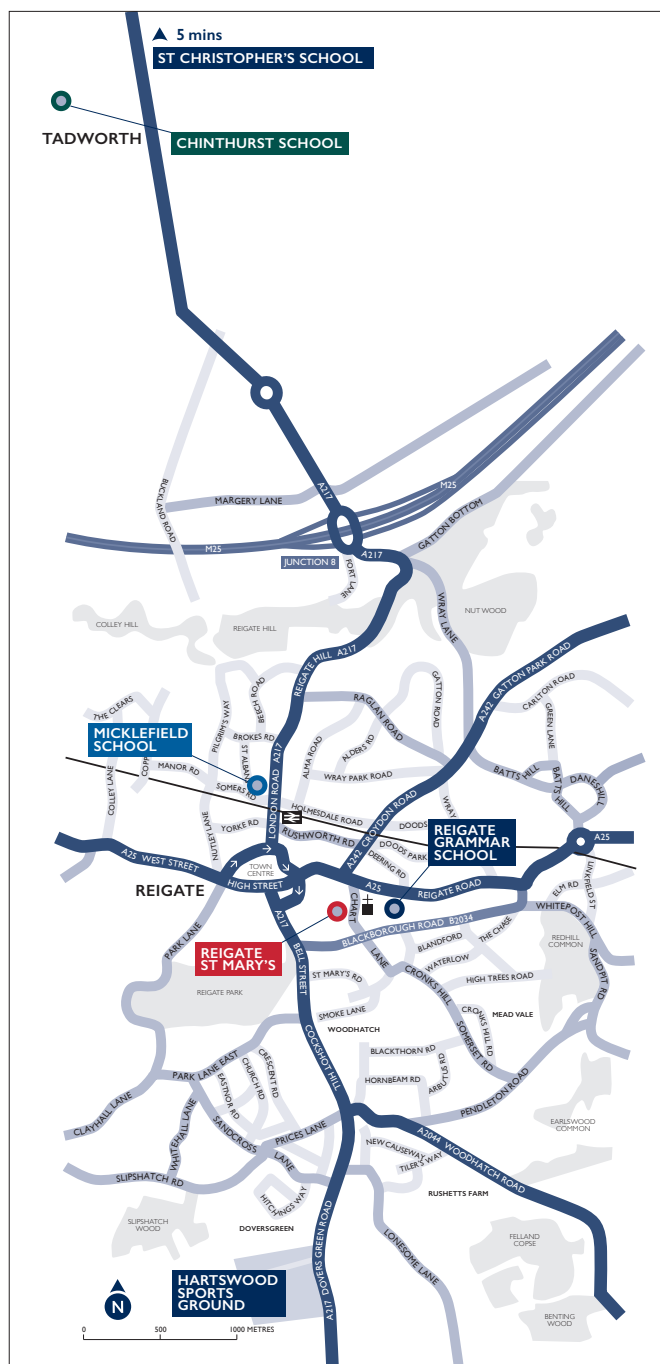 5 mins
ST CHRISTOPHER'S SCHOOL
TADWORTH
CHINTHURST SCHOOL
BUCKLAND ROAD
MARGERY LANE
A217
M25
M25
GATTON BOTTOM
JUNCTION 8
A217
FORT LANE
WRAY LANE
NUT WOOD
COLLEY HILL
REIGATE HILL
REIGATE HILL A217
A242 GATTON PARK ROAD
CARLTON ROAD
GREEN LANE
GATTON ROAD
RAGLAN ROAD
THE CLEARS
PILGRIM'S WAY
BEECH ROAD
MICKLEFIELD
SCHOOL
BROKES RD
ST ALBANS
ALMA ROAD
ALDERS RD
COPP
MANOR RD
SOMERS RD
WRAY PARK ROAD
BATTS HILL
BATTS HILL
DANESHILL
COLLEY LANE
LONDON ROAD A217
HOLMESDALE ROAD
A242 CROYDON ROAD
WRAY
NUTLEY LANE
YORKE RD
RUSHWORTH RD
DOODS
DOODS PARK
DEERING RD
REIGATE
GRAMMAR
SCHOOL
A25
A25 WEST STREET
TOWN
CENTRE
HIGH STREET
REIGATE
A25
REIGATE ROAD
ELM RD
LINKFIELD ST
WHITEPOST HILL
A217
CHART
LANE
BLACKBOROUGH ROAD B2034
REIGATE
ST MARY'S
BELL STREET
PARK LANE
BLANDFORD
THE CHASE
WATERLOW
REDHILL
COMMON
SANDPIT RD
REIGATE PARK
ST MARY'S RD
HIGH TREES ROAD
CRONKS HILL
SMOKE LANE
WOODHATCH
CRONKS HILL RD
MEAD VALE
SOMERSET RD
COCKSHOT HILL
BLACKTHORN RD
HORNBEAM RD
ARBUTUS RD
PENDLETON ROAD
PARK LANE EAST
CRESCENT RD
CHURCH RD
EASTNOR RD
CLAYHALL LANE
WHITEHALL LANE
SANDCROSS
LANE
PRICES LANE
EARLSWOOD
COMMON
A2044 WOODHATCH ROAD
NEW CAUSEWAY
TILER'S WAY
SLIPSHATCH RD
HITCHINGS WAY
RUSHETTS FARM
SLIPSHATCH
WOOD
DOVERSGREEN
LONESOME LANE
FELLAND
COPSE
A217 DOVERS GREEN ROAD
HARTSWOOD
SPORTS
GROUND
N
BENTING
WOOD
0 500 1000 METRES